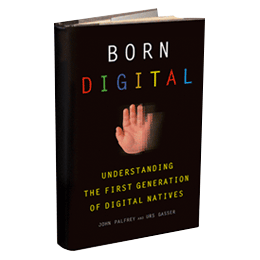 BORN
DIGITAL
UNDERSTANDING
THE FIRST GENERATION
OF DIGITAL NATIVES
JOHN PALFREY AND URS GASSER